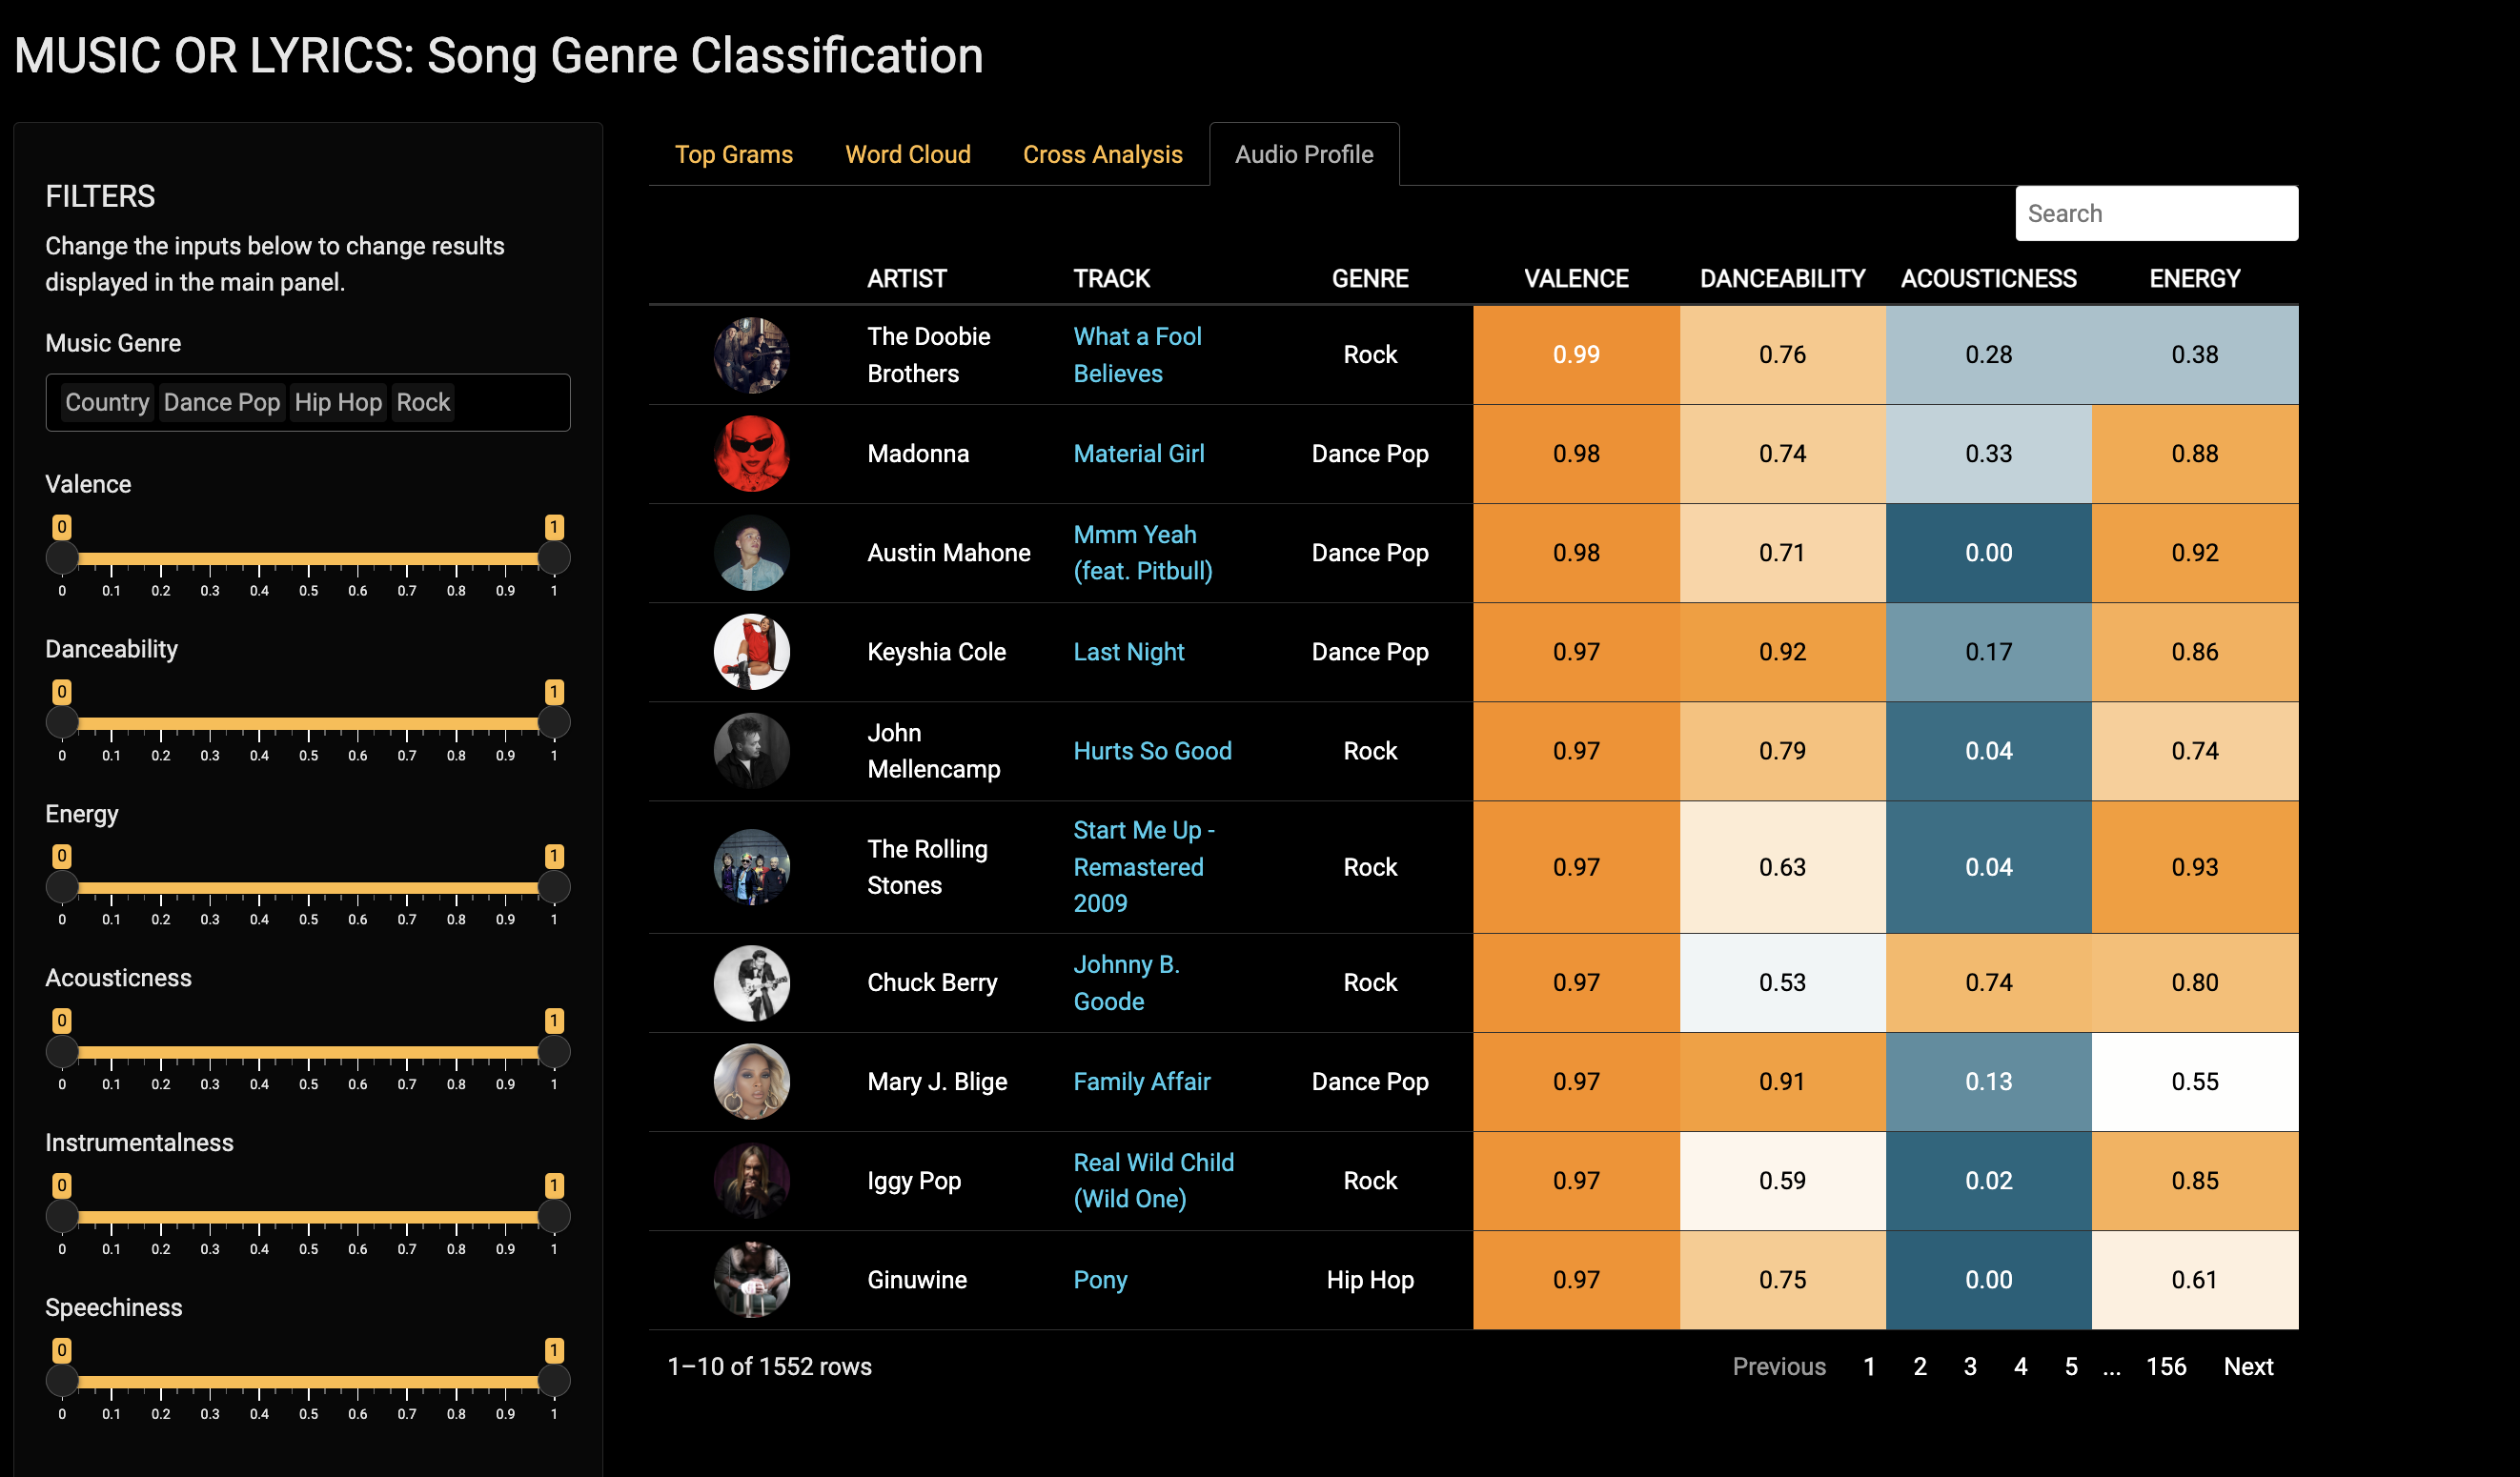 MUSIC OR LYRICS: Song Genre Classification
FILTERS
Change the inputs below to change results
displayed in the main panel.
Music Genre
Country Dance Pop Hip Hop Rock
Valence
0 1
0 0.1 0.2 0.3 0.4 0.5 0.6 0.7 0.8 0.9 1
Danceability
0 1
0 0.1 0.2 0.3 0.4 0.5 0.6 0.7 0.8 0.9 1
Energy
0 1
0 0.1 0.2 0.3 0.4 0.5 0.6 0.7 0.8 0.9 1
Acousticness
0 1
0 0.1 0.2 0.3 0.4 0.5 0.6 0.7 0.8 0.9 1
Instrumentalness
0 1
0 0.1 0.2 0.3 0.4 0.5 0.6 0.7 0.8 0.9 1
Speechiness
0 1
0 0.1 0.2 0.3 0.4 0.5 0.6 0.7 0.8 0.9 1
Top Grams Word Cloud Cross Analysis Audio Profile
Search
ARTIST TRACK GENRE VALENCE DANCEABILITY ACOUSTICNESS ENERGY
The Doobie
Brothers
What a Fool
Believes
Rock 0.99 0.76 0.28 0.38
Madonna Material Girl Dance Pop 0.98 0.74 0.33 0.88
Austin Mahone
Mmm Yeah
(feat. Pitbull)
Dance Pop 0.98 0.71 0.00 0.92
Keyshia Cole Last Night Dance Pop 0.97 0.92 0.17 0.86
John
Mellencamp
Hurts So Good Rock 0.97 0.79 0.04 0.74
The Rolling
Stones
Start Me Up -
Remastered
2009
Rock 0.97 0.63 0.04 0.93
Chuck Berry
Johnny B.
Goode
Rock 0.97 0.53 0.74 0.80
Mary J. Blige Family Affair Dance Pop 0.97 0.91 0.13 0.55
Iggy Pop
Real Wild Child
(Wild One)
Rock 0.97 0.59 0.02 0.85
Ginuwine Pony Hip Hop 0.97 0.75 0.00 0.61
1–10 of 1552 rows
Previous 1 2 3 4 5 ... 156 Next